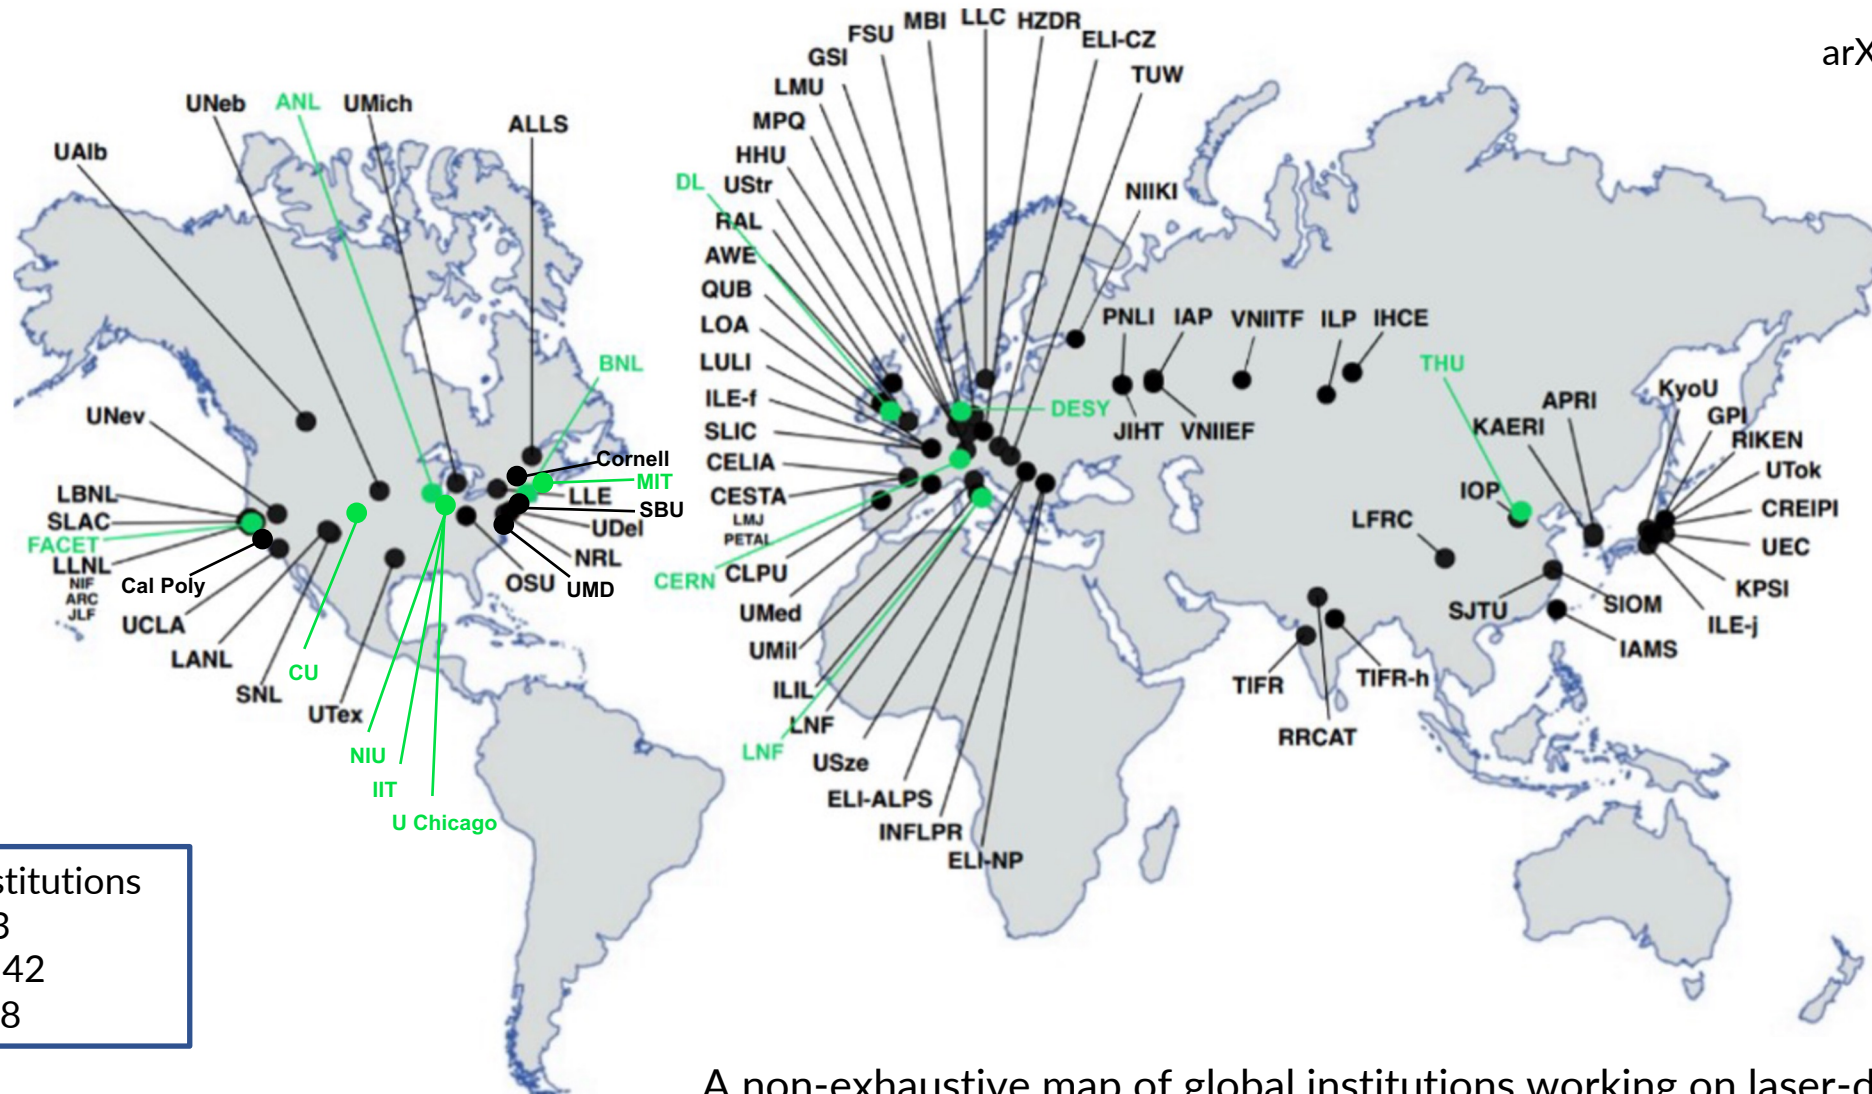 arX
UNeb
ANL
UMich
ALLS
UAlb
UNev
LBNL
SLAC
FACET
LLNL
NIF
ARC
JLF
Cal Poly
UCLA
LANL
SNL
CU
UTex
NIU
IIT
U Chicago
BNL
Cornell
MIT
LLE
SBU
UDel
NRL
UMD
OSU
LLC
MBI
HZDR
FSU
ELI-CZ
GSI
TUW
LMU
MPQ
HHU
DL
UStr
NIIKI
RAL
AWE
QUB
LOA
LULI
ILE-f
SLIC
CELIA
CESTA
LMJ
PETAL
CERN
CLPU
UMed
UMil
ILIL
LNF
LNF
USze
ELI-ALPS
INFLPR
ELI-NP
DESY
PNLI
IAP
VNIITF
ILP
IHCE
JIHT
VNIIEF
THU
IOP
LFRC
KAERI
APRI
KyoU
GPI
RIKEN
UTok
CREIPI
UEC
KPSI
ILE-j
SJTU
SIOM
IAMS
TIFR
TIFR-h
RRCAT
stitutions
3
42
8
A non-exhaustive map of global institutions working on laser-d